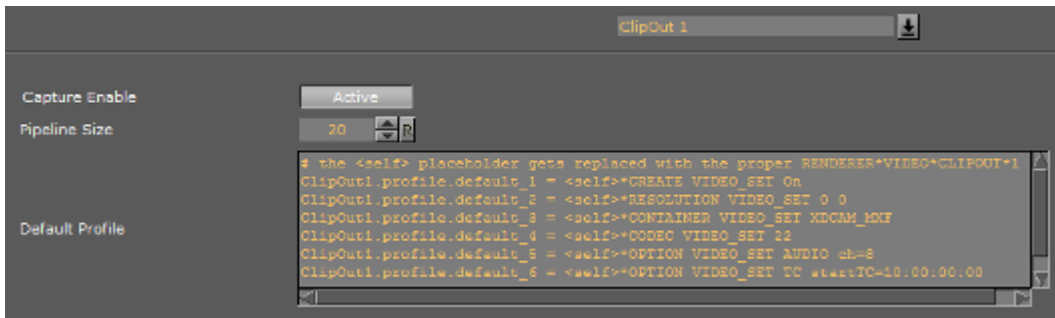 ClipOut 1
Capture Enable
Active
Pipeline Size
20
R
Default Profile
# the <self> placeholder gets replaced with the proper RENDERER*VIDEO*CLIPOUT*1
ClipOut1.profile.default_1 = <self>*CREATE VIDEO_SET On
ClipOut1.profile.default_2 = <self>*RESOLUTION VIDEO_SET 0 0
ClipOut1.profile.default_3 = <self>*CONTAINER VIDEO_SET XDCAM_MXF
ClipOut1.profile.default_4 = <self>*CODEC VIDEO_SET 22
ClipOut1.profile.default_5 = <self>*OPTION VIDEO_SET AUDIO ch=8
ClipOut1.profile.default_6 = <self>*OPTION VIDEO_SET TC startTC=10:00:00:00